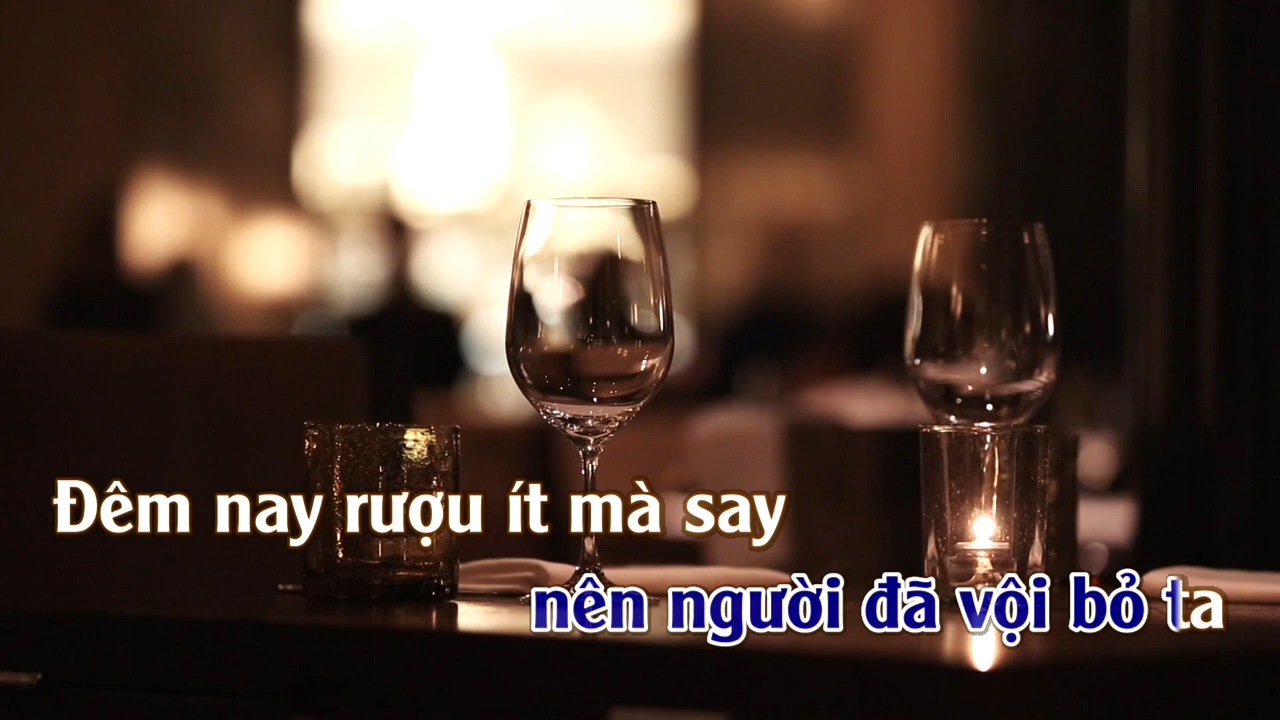 Đêm nay rượu ít mà say
nên người đã vội bỏ ta